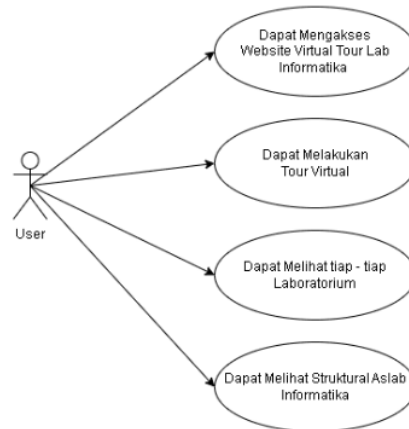 Dapat Mengakses
Website Virtual Tour Lab
Informatika
Dapat Melakukan
Tour Virtual
User
Dapat Melihat tiap - tiap
Laboratorium
Dapat Melihat Struktural Aslab
Informatika